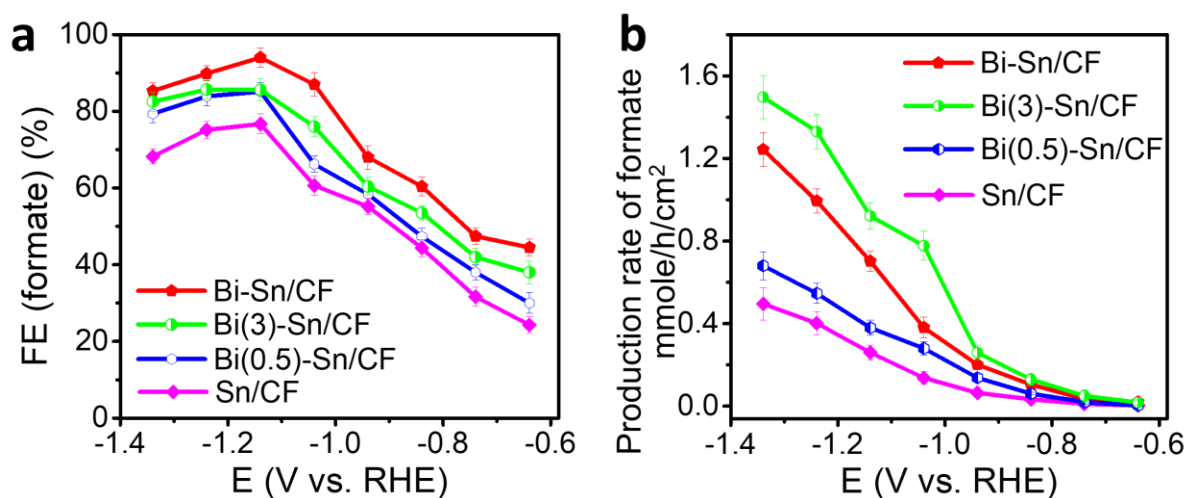 a
FE (formate) (%)
100
80
60
40
20
0
-1.4
-1.2
-1.0
-0.8
-0.6
E (V vs. RHE)
Bi-Sn/CF
Bi(3)-Sn/CF
Bi(0.5)-Sn/CF
Sn/CF
b
Production rate of formate
mmole/h/cm²
1.6
1.2
0.8
0.4
0.0
-1.4
-1.2
-1.0
-0.8
-0.6
E (V vs. RHE)
Bi-Sn/CF
Bi(3)-Sn/CF
Bi(0.5)-Sn/CF
Sn/CF